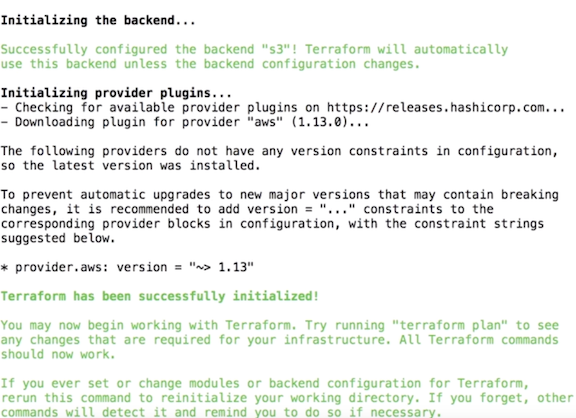 Initializing the backend...
Successfully configured the backend "s3"! Terraform will automatically
use this backend unless the backend configuration changes.
Initializing provider plugins...
- Checking for available provider plugins on https://releases.hashicorp.com...
- Downloading plugin for provider "aws" (1.13.0)...
The following providers do not have any version constraints in configuration,
so the latest version was installed.
To prevent automatic upgrades to new major versions that may contain breaking
changes, it is recommended to add version = "..." constraints to the
corresponding provider blocks in configuration, with the constraint strings
suggested below.
* provider.aws: version = "~> 1.13"
Terraform has been successfully initialized!
You may now begin working with Terraform. Try running "terraform plan" to see
any changes that are required for your infrastructure. All Terraform commands
should now work.
If you ever set or change modules or backend configuration for Terraform,
rerun this command to reinitialize your working directory. If you forget, other
commands will detect it and remind you to do so if necessary.